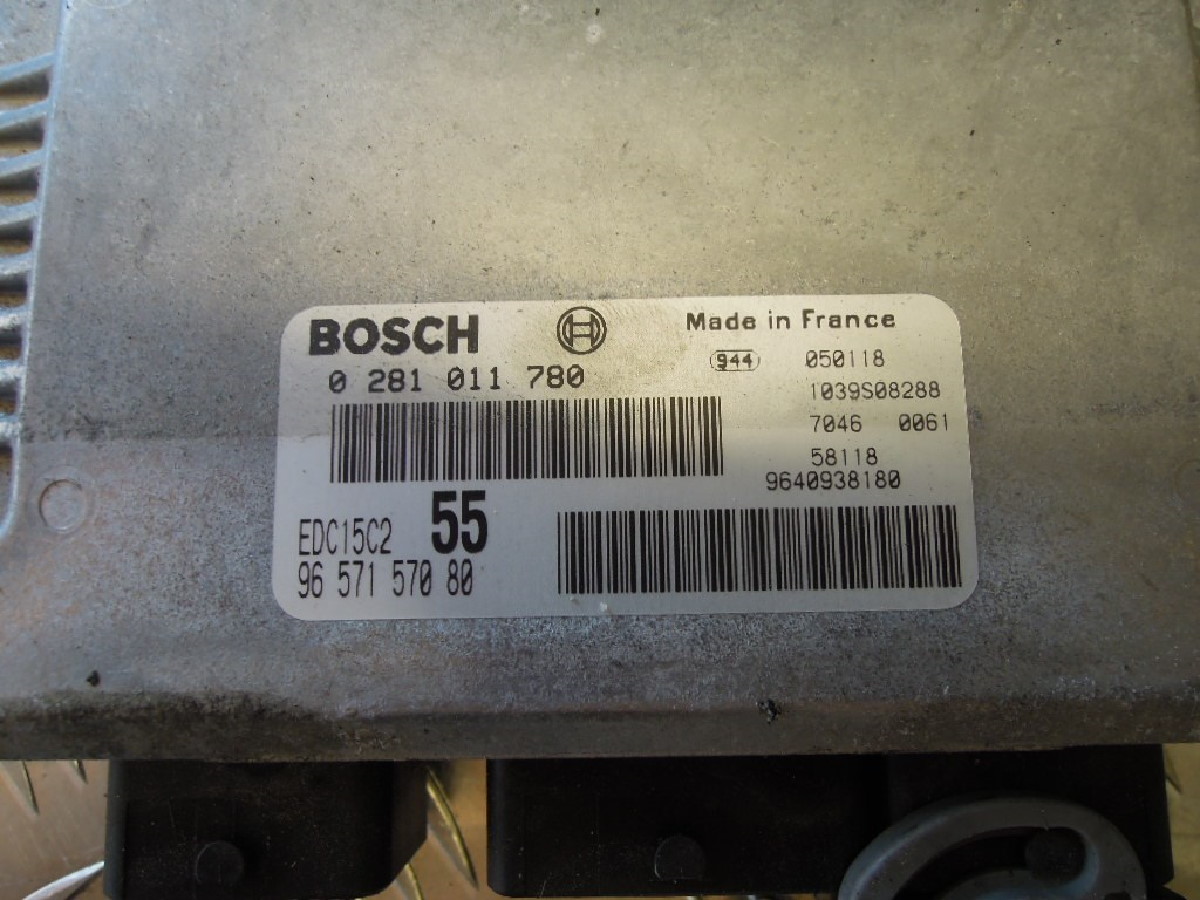 BOSCH
Made in France
944 050118
0 281 011 780
1039S08288
7046 0061
58118
9640938180
EDC15C2 55
96 571 570 80